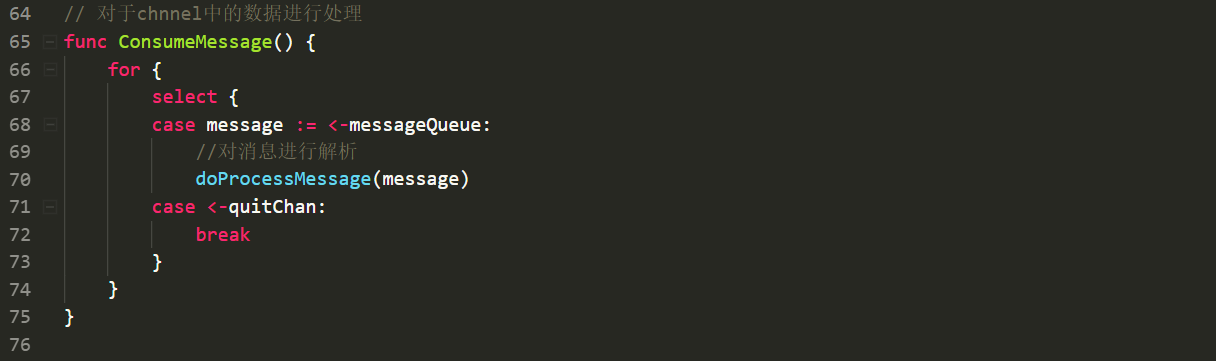 64 // 对于chnnel中的数据进行处理
65 func ConsumeMessage() {
66     for {
67         select {
68         case message := <-messageQueue:
69             //对消息进行解析
70             doProcessMessage(message)
71         case <-quitChan:
72             break
73         }
74     }
75 }
76